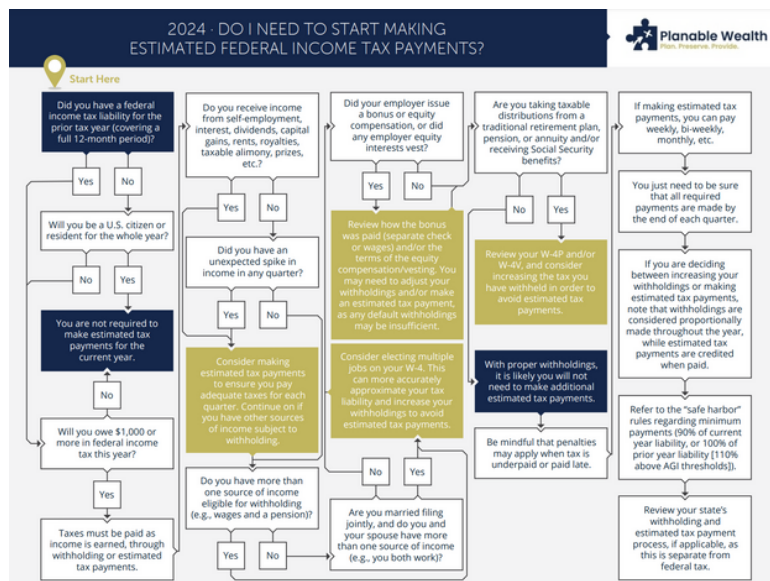 2024 · DO I NEED TO START MAKING
ESTIMATED FEDERAL INCOME TAX PAYMENTS?
Planable Wealth
Plan. Preserve. Provide.
Start Here
Did you have a federal
income tax liability for the
prior tax year (covering a
full 12-month period)?
Yes
No
Will you be a U.S. citizen or
resident for the whole year?
No
Yes
You are not required to
make estimated tax
payments for the
current year.
No
Will you owe $1,000 or
more in federal income
tax this year?
Yes
Taxes must be paid as
income is earned, through
withholding or estimated
tax payments.
Do you receive income
from self-employment,
interest, dividends, capital
gains, rents, royalties,
taxable alimony, prizes,
etc.?
Yes
No
Did you have an
unexpected spike in
income in any quarter?
Yes
No
Consider making
estimated tax payments
to ensure you pay
adequate taxes for each
quarter. Continue on if
you have other sources
of income subject to
withholding.
Do you have more than
one source of income
eligible for withholding
(e.g., wages and a pension)?
Yes
No
Did your employer issue
a bonus or equity
compensation, or did
any employer equity
interests vest?
Yes
No
Review how the bonus
was paid (separate check
or wages) and/or the
terms of the equity
compensation/vesting. You
may need to adjust your
withholdings and/or make
an estimated tax payment,
as any default withholdings
may be insufficient.
Consider electing multiple
jobs on your W-4. This
can more accurately
approximate your tax
liability and increase your
withholdings to avoid
estimated tax payments.
No
Yes
Are you married filing
jointly, and do you and
your spouse have more
than one source of income
(e.g., you both work)?
Are you taking taxable
distributions from a
traditional retirement plan,
pension, or annuity and/or
receiving Social Security
benefits?
No
Yes
Review your W-4P and/or
W-4V, and consider
increasing the tax you
have withheld in order to
avoid estimated tax
payments.
With proper withholdings,
it is likely you will not
need to make additional
estimated tax payments.
Be mindful that penalties
may apply when tax is
underpaid or paid late.
If making estimated tax
payments, you can pay
weekly, bi-weekly,
monthly, etc.
You just need to be sure
that all required
payments are made by
the end of each quarter.
If you are deciding
between increasing your
withholdings or making
estimated tax payments,
note that withholdings are
considered proportionally
made throughout the year,
while estimated tax
payments are credited
when paid.
Refer to the "safe harbor"
rules regarding minimum
payments (90% of current
year liability, or 100% of
prior year liability [110%
above AGI thresholds]).
Review your state's
withholding and
estimated tax payment
process, if applicable, as
this is separate from
federal tax.